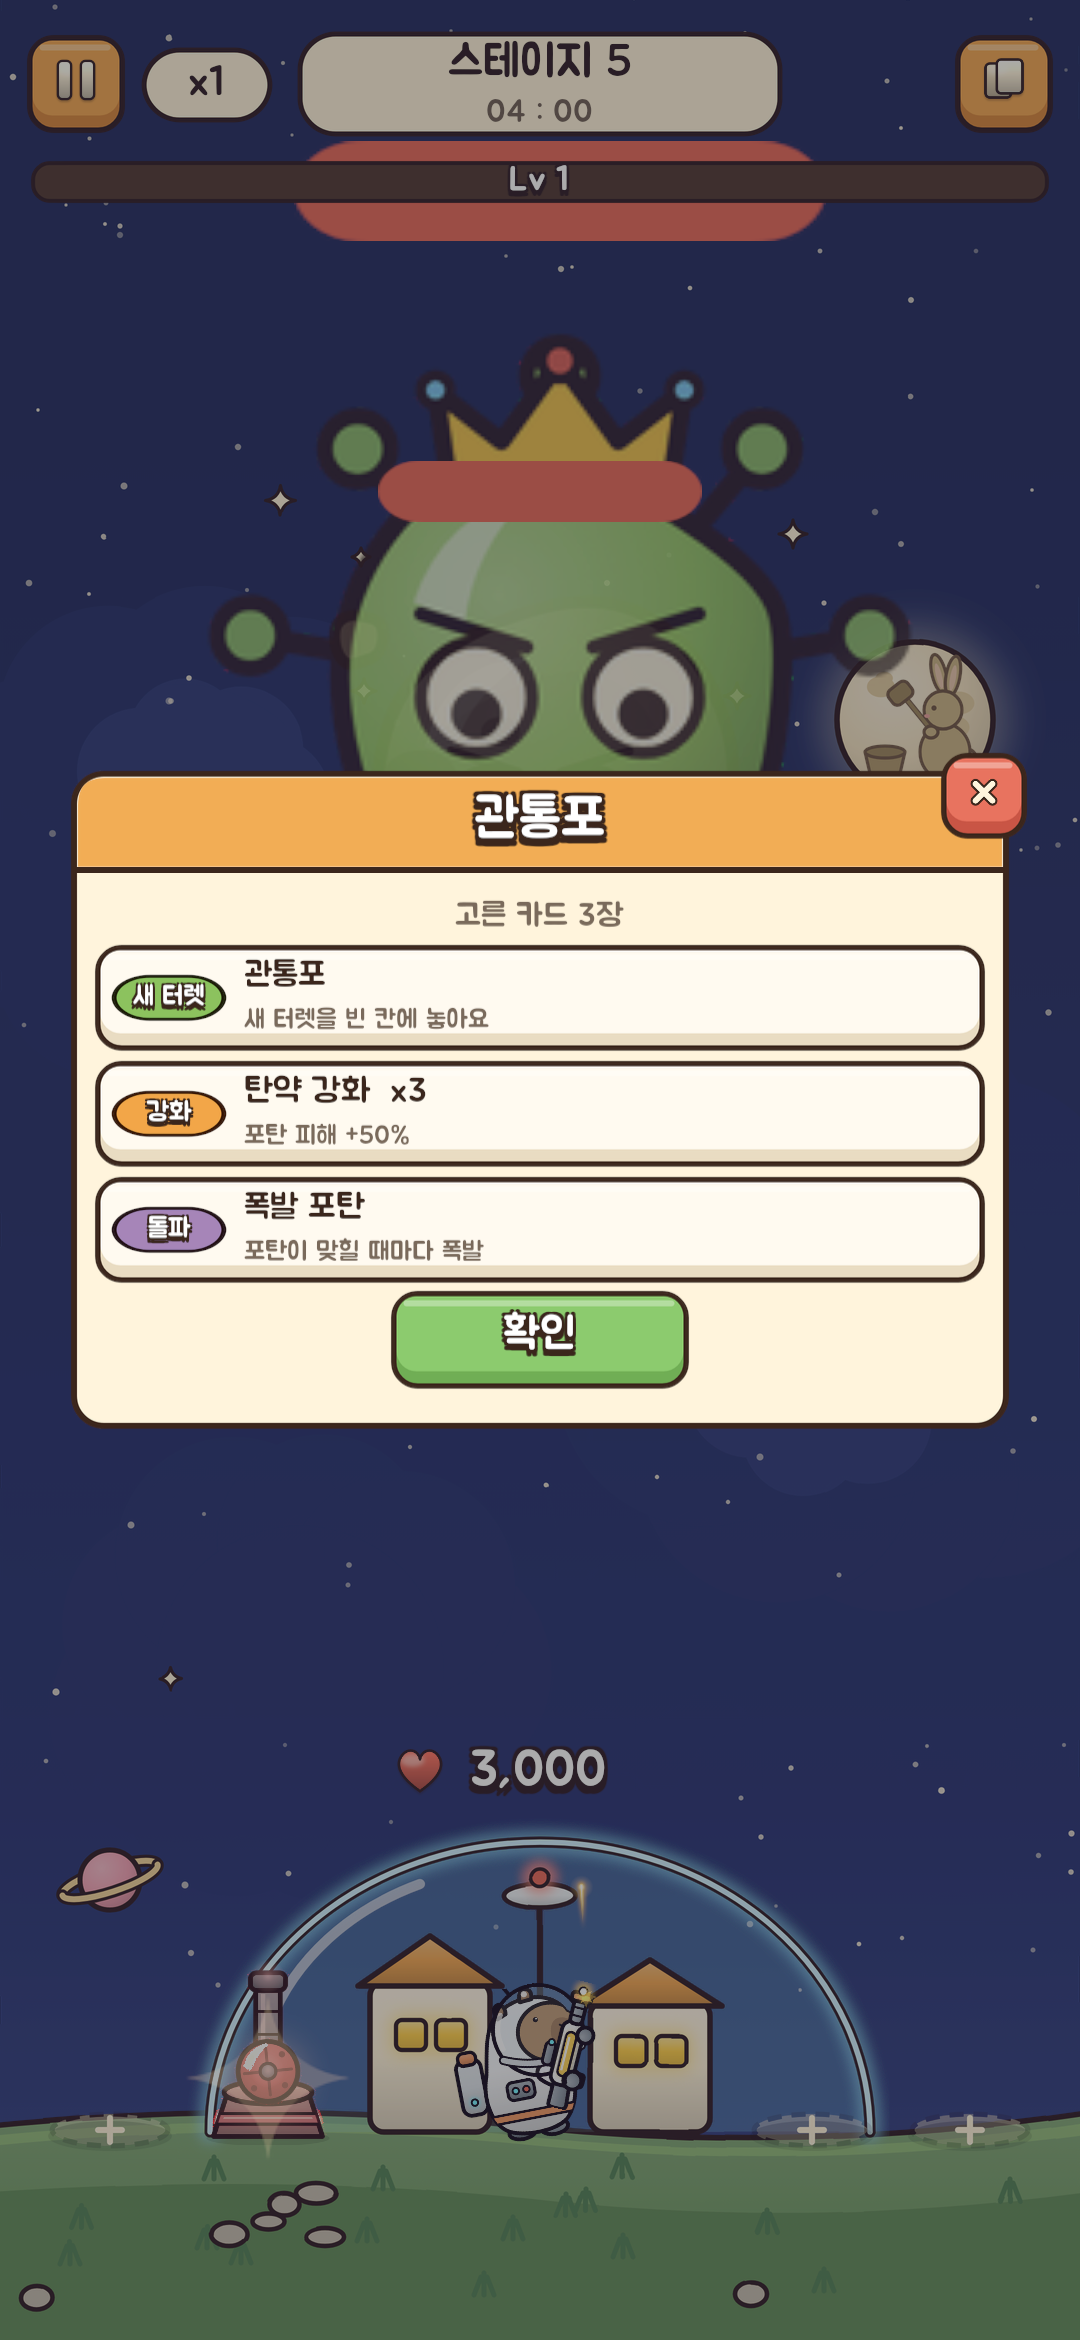 x1
스테이지 5
04 : 00
Lv 1
관통포
고른 카드 3장
새 터렛
관통포
새 터렛을 빈 칸에 놓아요
강화
탄약 강화 x3
포탄 피해 +50%
돌파
폭발 포탄
포탄이 맞힐 때마다 폭발
확인
3,000